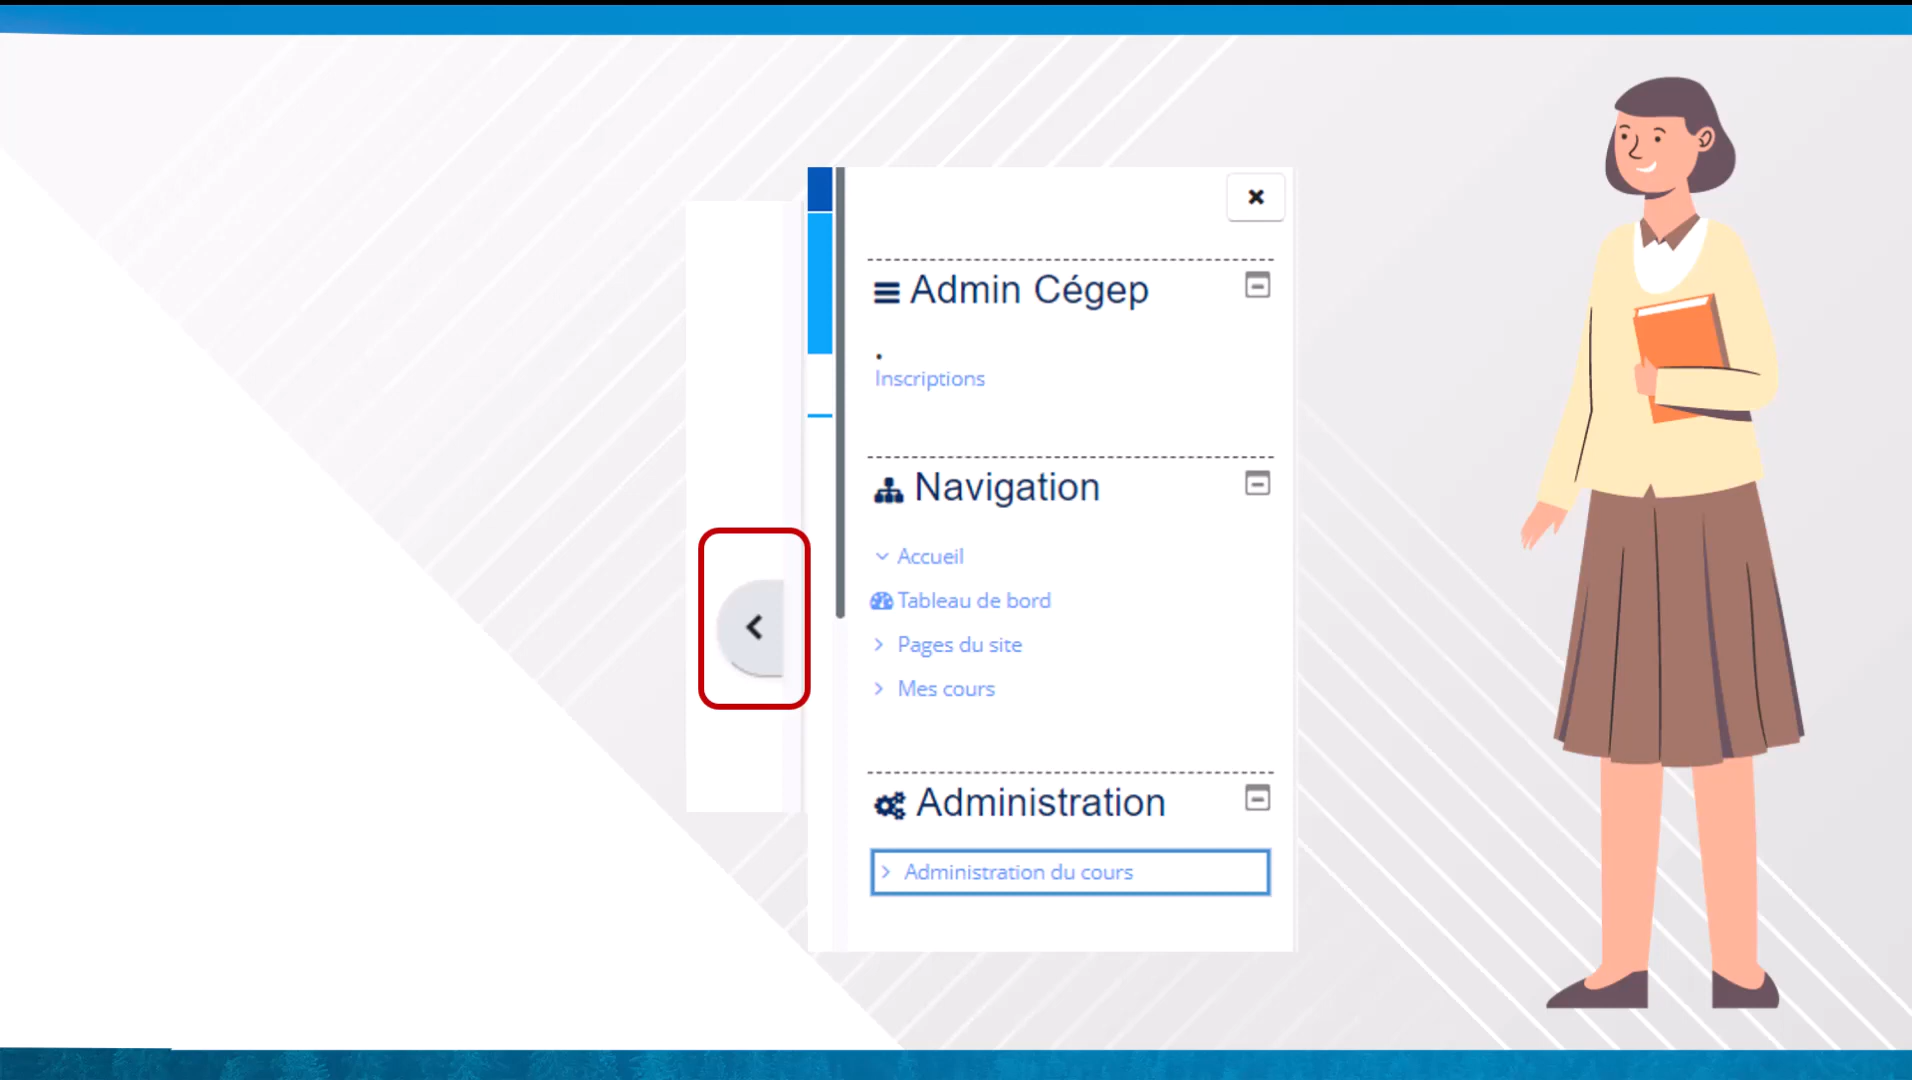 Admin Cégep
Inscriptions
Navigation
Accueil
Tableau de bord
Pages du site
Mes cours
Administration
Administration du cours